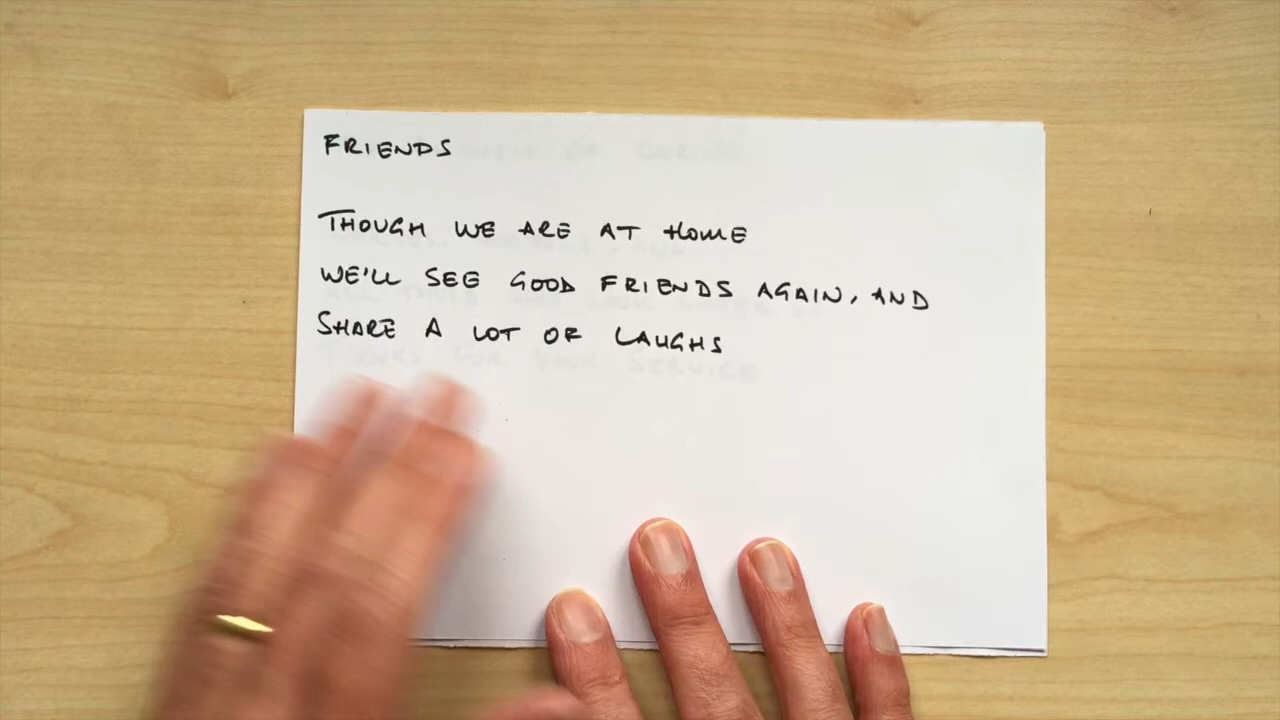 FRIENDS
THOUGH WE ARE AT HOME
WE'LL SEE GOOD FRIENDS AGAIN, AND
SHARE A LOT OF LAUGHS